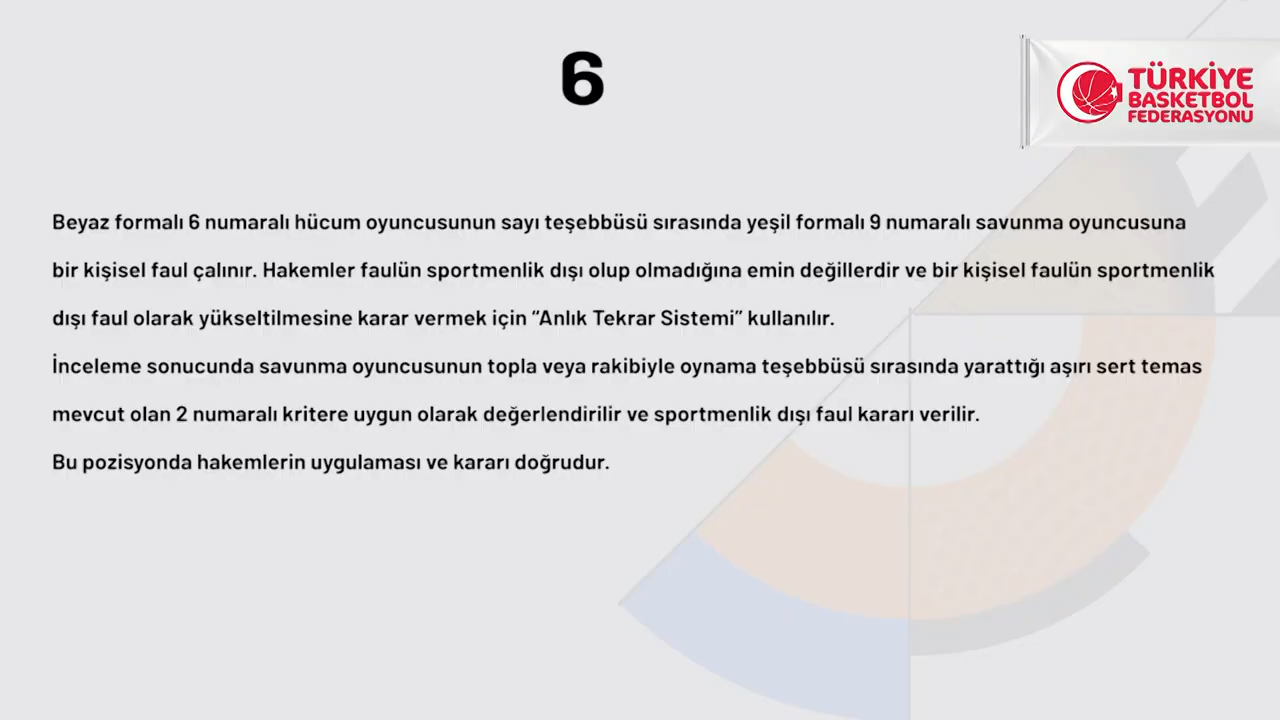 6
TÜRKİYE
BASKETBOL
FEDERASYONU
Beyaz formalı 6 numaralı hücum oyuncusunun sayı teşebbüsü sırasında yeşil formalı 9 numaralı savunma oyuncusuna
bir kişisel faul çalınır. Hakemler faulün sportmenlik dışı olup olmadığına emin değillerdir ve bir kişisel faulün sportmenlik
dışı faul olarak yükseltilmesine karar vermek için “Anlık Tekrar Sistemi” kullanılır.
İnceleme sonucunda savunma oyuncusunun topla veya rakibiyle oynama teşebbüsü sırasında yarattığı aşırı sert temas
mevcut olan 2 numaralı kritere uygun olarak değerlendirilir ve sportmenlik dışı faul kararı verilir.
Bu pozisyonda hakemlerin uygulaması ve kararı doğrudur.